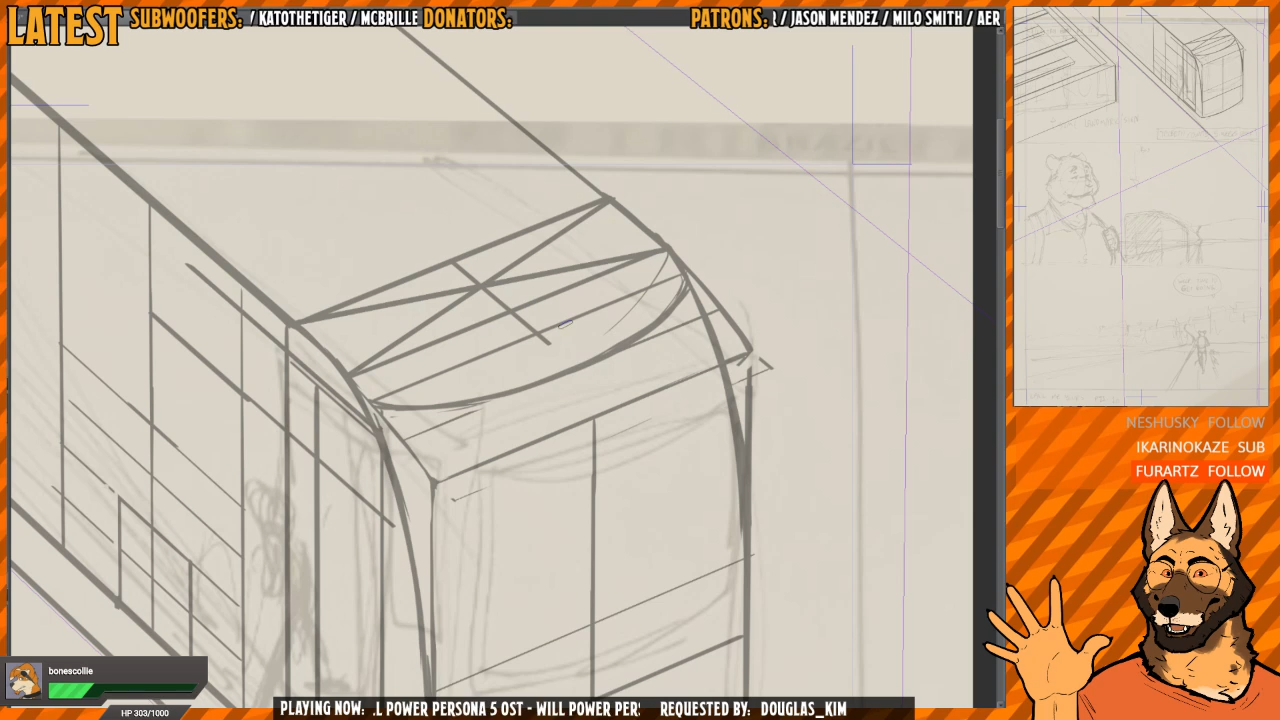 LATEST SUBWOOFERS: / KATOTHETIGER / MCBRILLE DONATORS: PATRONS: / JASON MENDEZ / MILO SMITH / AER
NESHUSKY FOLLOW
IKARINOKAZE SUB
FURARTZ FOLLOW
bonescollie
HP 303/1000
PLAYING NOW: .L POWER PERSONA 5 OST - WILL POWER PER: REQUESTED BY: DOUGLAS_KIM